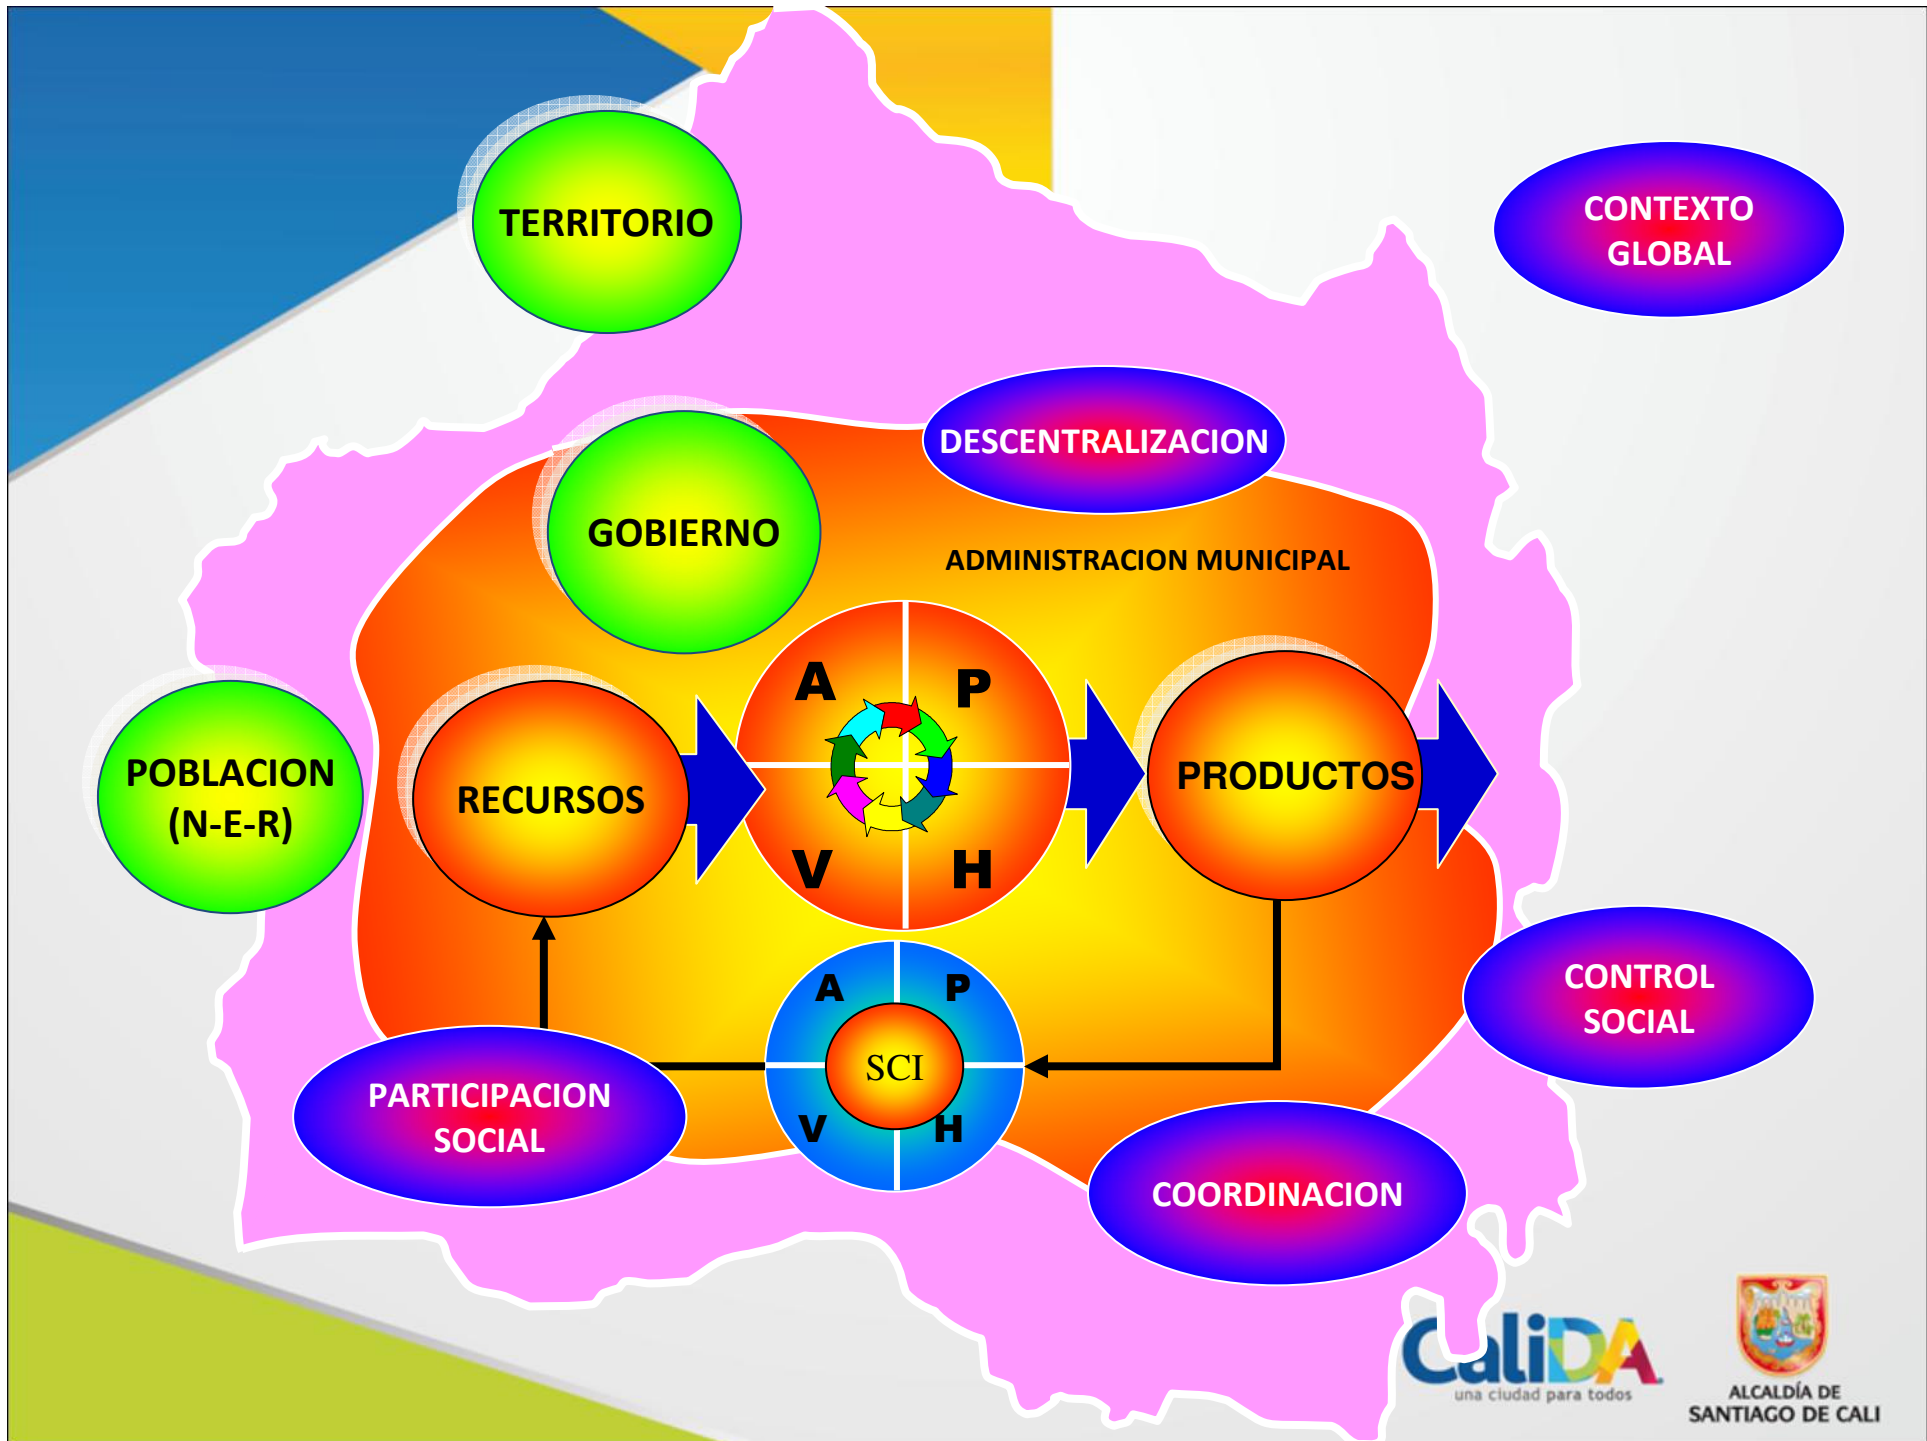 TERRITORIO
CONTEXTO
GLOBAL
DESCENTRALIZACION
GOBIERNO
ADMINISTRACION MUNICIPAL
A
P
POBLACION
(N-E-R)
RECURSOS
PRODUCTOS
V
H
A
P
CONTROL
SOCIAL
SCI
PARTICIPACION
SOCIAL
V
H
COORDINACION
CaliDA
una ciudad para todos
ALCALDÍA DE
SANTIAGO DE CALI